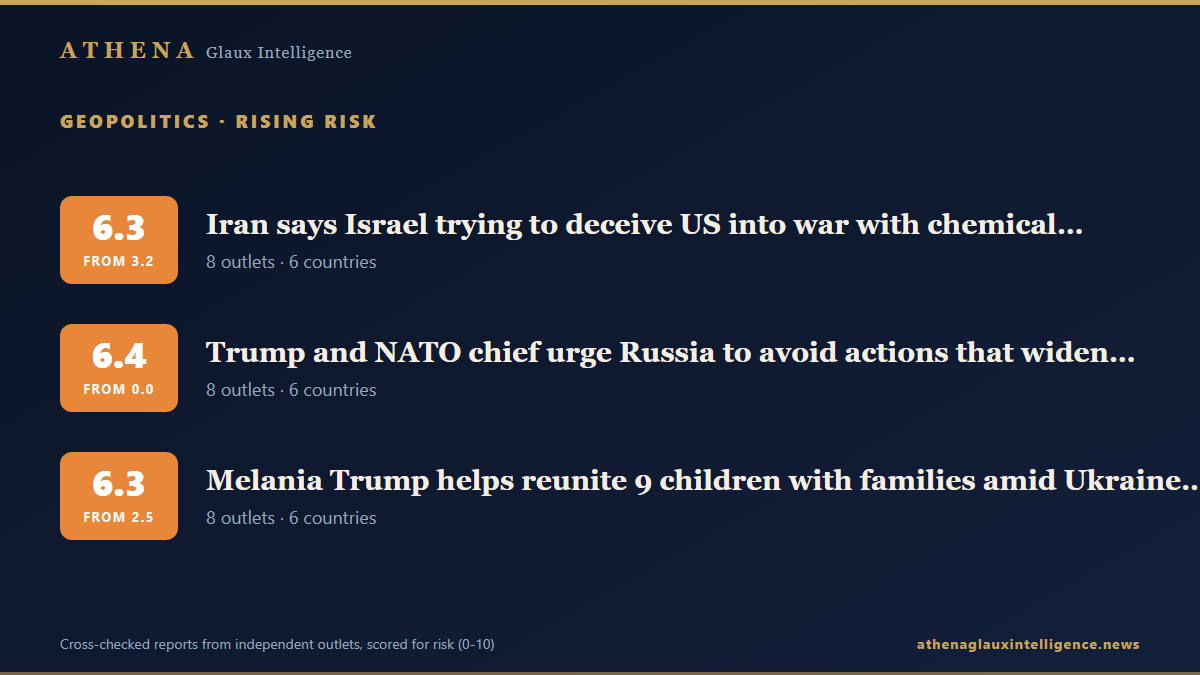 ATHENA Glaux Intelligence
GEOPOLITICS · RISING RISK
6.3
FROM 3.2
Iran says Israel trying to deceive US into war with chemical...
8 outlets · 6 countries
6.4
FROM 0.0
Trump and NATO chief urge Russia to avoid actions that widen...
8 outlets · 6 countries
6.3
FROM 2.5
Melania Trump helps reunite 9 children with families amid Ukraine..
8 outlets · 6 countries
Cross-checked reports from independent outlets, scored for risk (0-10)
athenaglauxintelligence.news